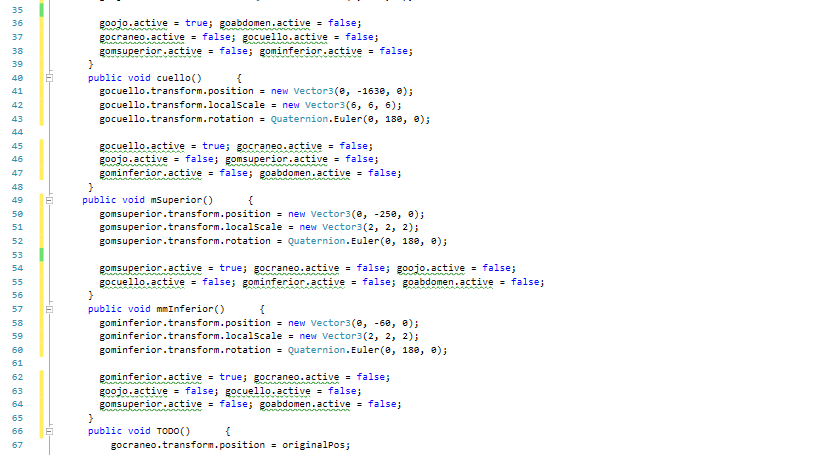 35
36 goojo.active = true; goabdomen.active = false;
37 gocraneo.active = false; gocuello.active = false;
38 gomsuperior.active = false; gominferior.active = false;
39 }
40 public void cuello() {
41 gocuello.transform.position = new Vector3(0, -1630, 0);
42 gocuello.transform.localScale = new Vector3(6, 6, 6);
43 gocuello.transform.rotation = Quaternion.Euler(0, 180, 0);
44
45 gocuello.active = true; gocraneo.active = false;
46 goojo.active = false; gomsuperior.active = false;
47 gominferior.active = false; goabdomen.active = false;
48 }
49 public void mSuperior() {
50 gomsuperior.transform.position = new Vector3(0, -250, 0);
51 gomsuperior.transform.localScale = new Vector3(2, 2, 2);
52 gomsuperior.transform.rotation = Quaternion.Euler(0, 180, 0);
53
54 gomsuperior.active = true; gocraneo.active = false; goojo.active = false;
55 gocuello.active = false; gominferior.active = false; goabdomen.active = false;
56 }
57 public void mmInferior() {
58 gominferior.transform.position = new Vector3(0, -60, 0);
59 gominferior.transform.localScale = new Vector3(2, 2, 2);
60 gominferior.transform.rotation = Quaternion.Euler(0, 180, 0);
61
62 gominferior.active = true; gocraneo.active = false;
63 goojo.active = false; gocuello.active = false;
64 gomsuperior.active = false; goabdomen.active = false;
65 }
66 public void TODO() {
67 gocraneo.transform.position = originalPos;